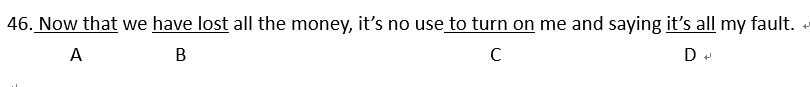 46. Now that we have lost all the money, it's no use to turn on me and saying it's all my fault.
A B C D